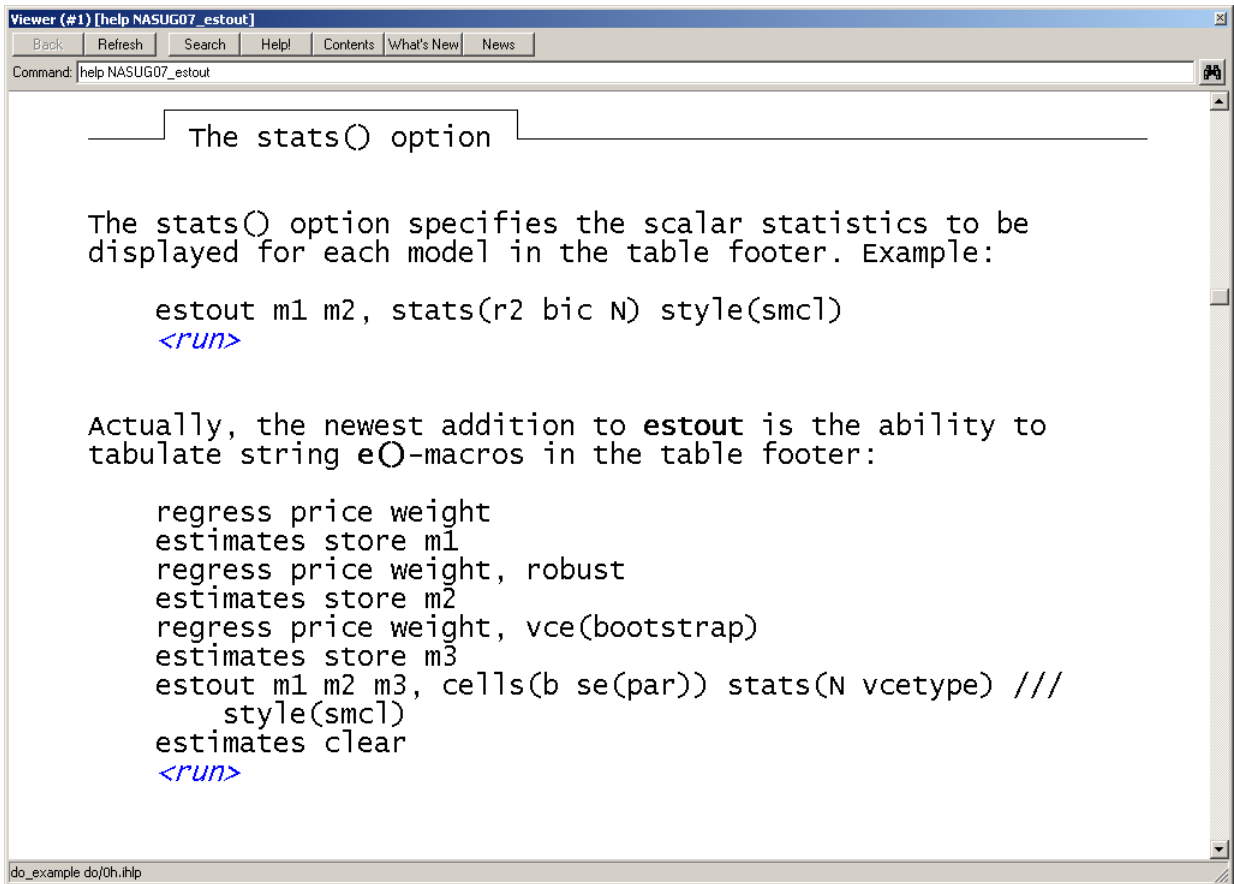 Viewer (#1) [help NASUG07_estout]
Back Refresh Search Help! Contents What's New News
Command: help NASUG07_estout
The stats() option
The stats() option specifies the scalar statistics to be
displayed for each model in the table footer. Example:
estout m1 m2, stats(r2 bic N) style(smcl)
<run>
Actually, the newest addition to estout is the ability to
tabulate string e()-macros in the table footer:
regress price weight
estimates store m1
regress price weight, robust
estimates store m2
regress price weight, vce(bootstrap)
estimates store m3
estout m1 m2 m3, cells(b se(par)) stats(N vcetype) ///
style(smcl)
estimates clear
<run>
do_example do/0h.ihlp